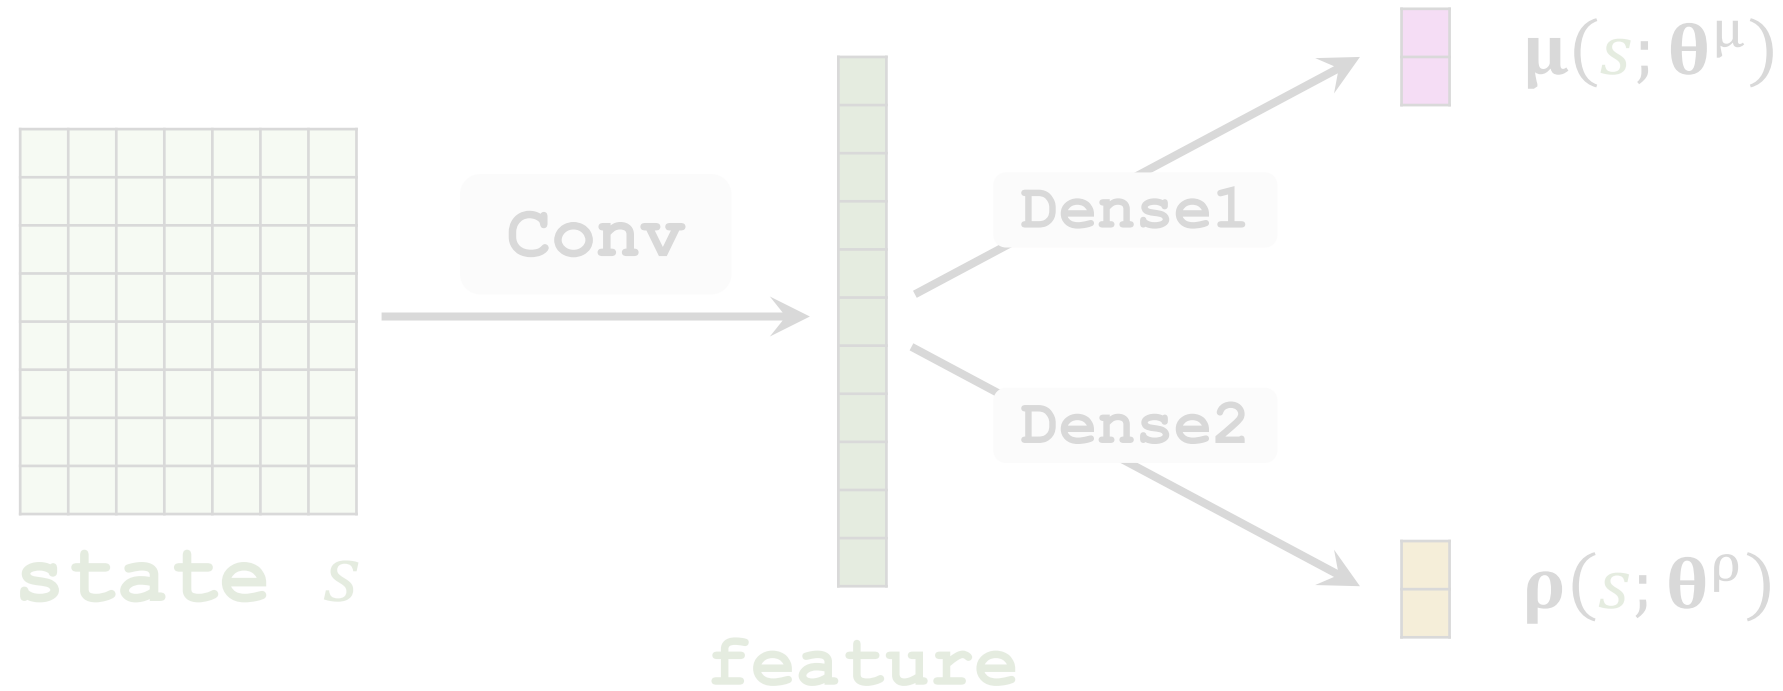 μ(s; θ^μ)
Conv
Dense1
Dense2
state s
ρ(s; θ^ρ)
feature